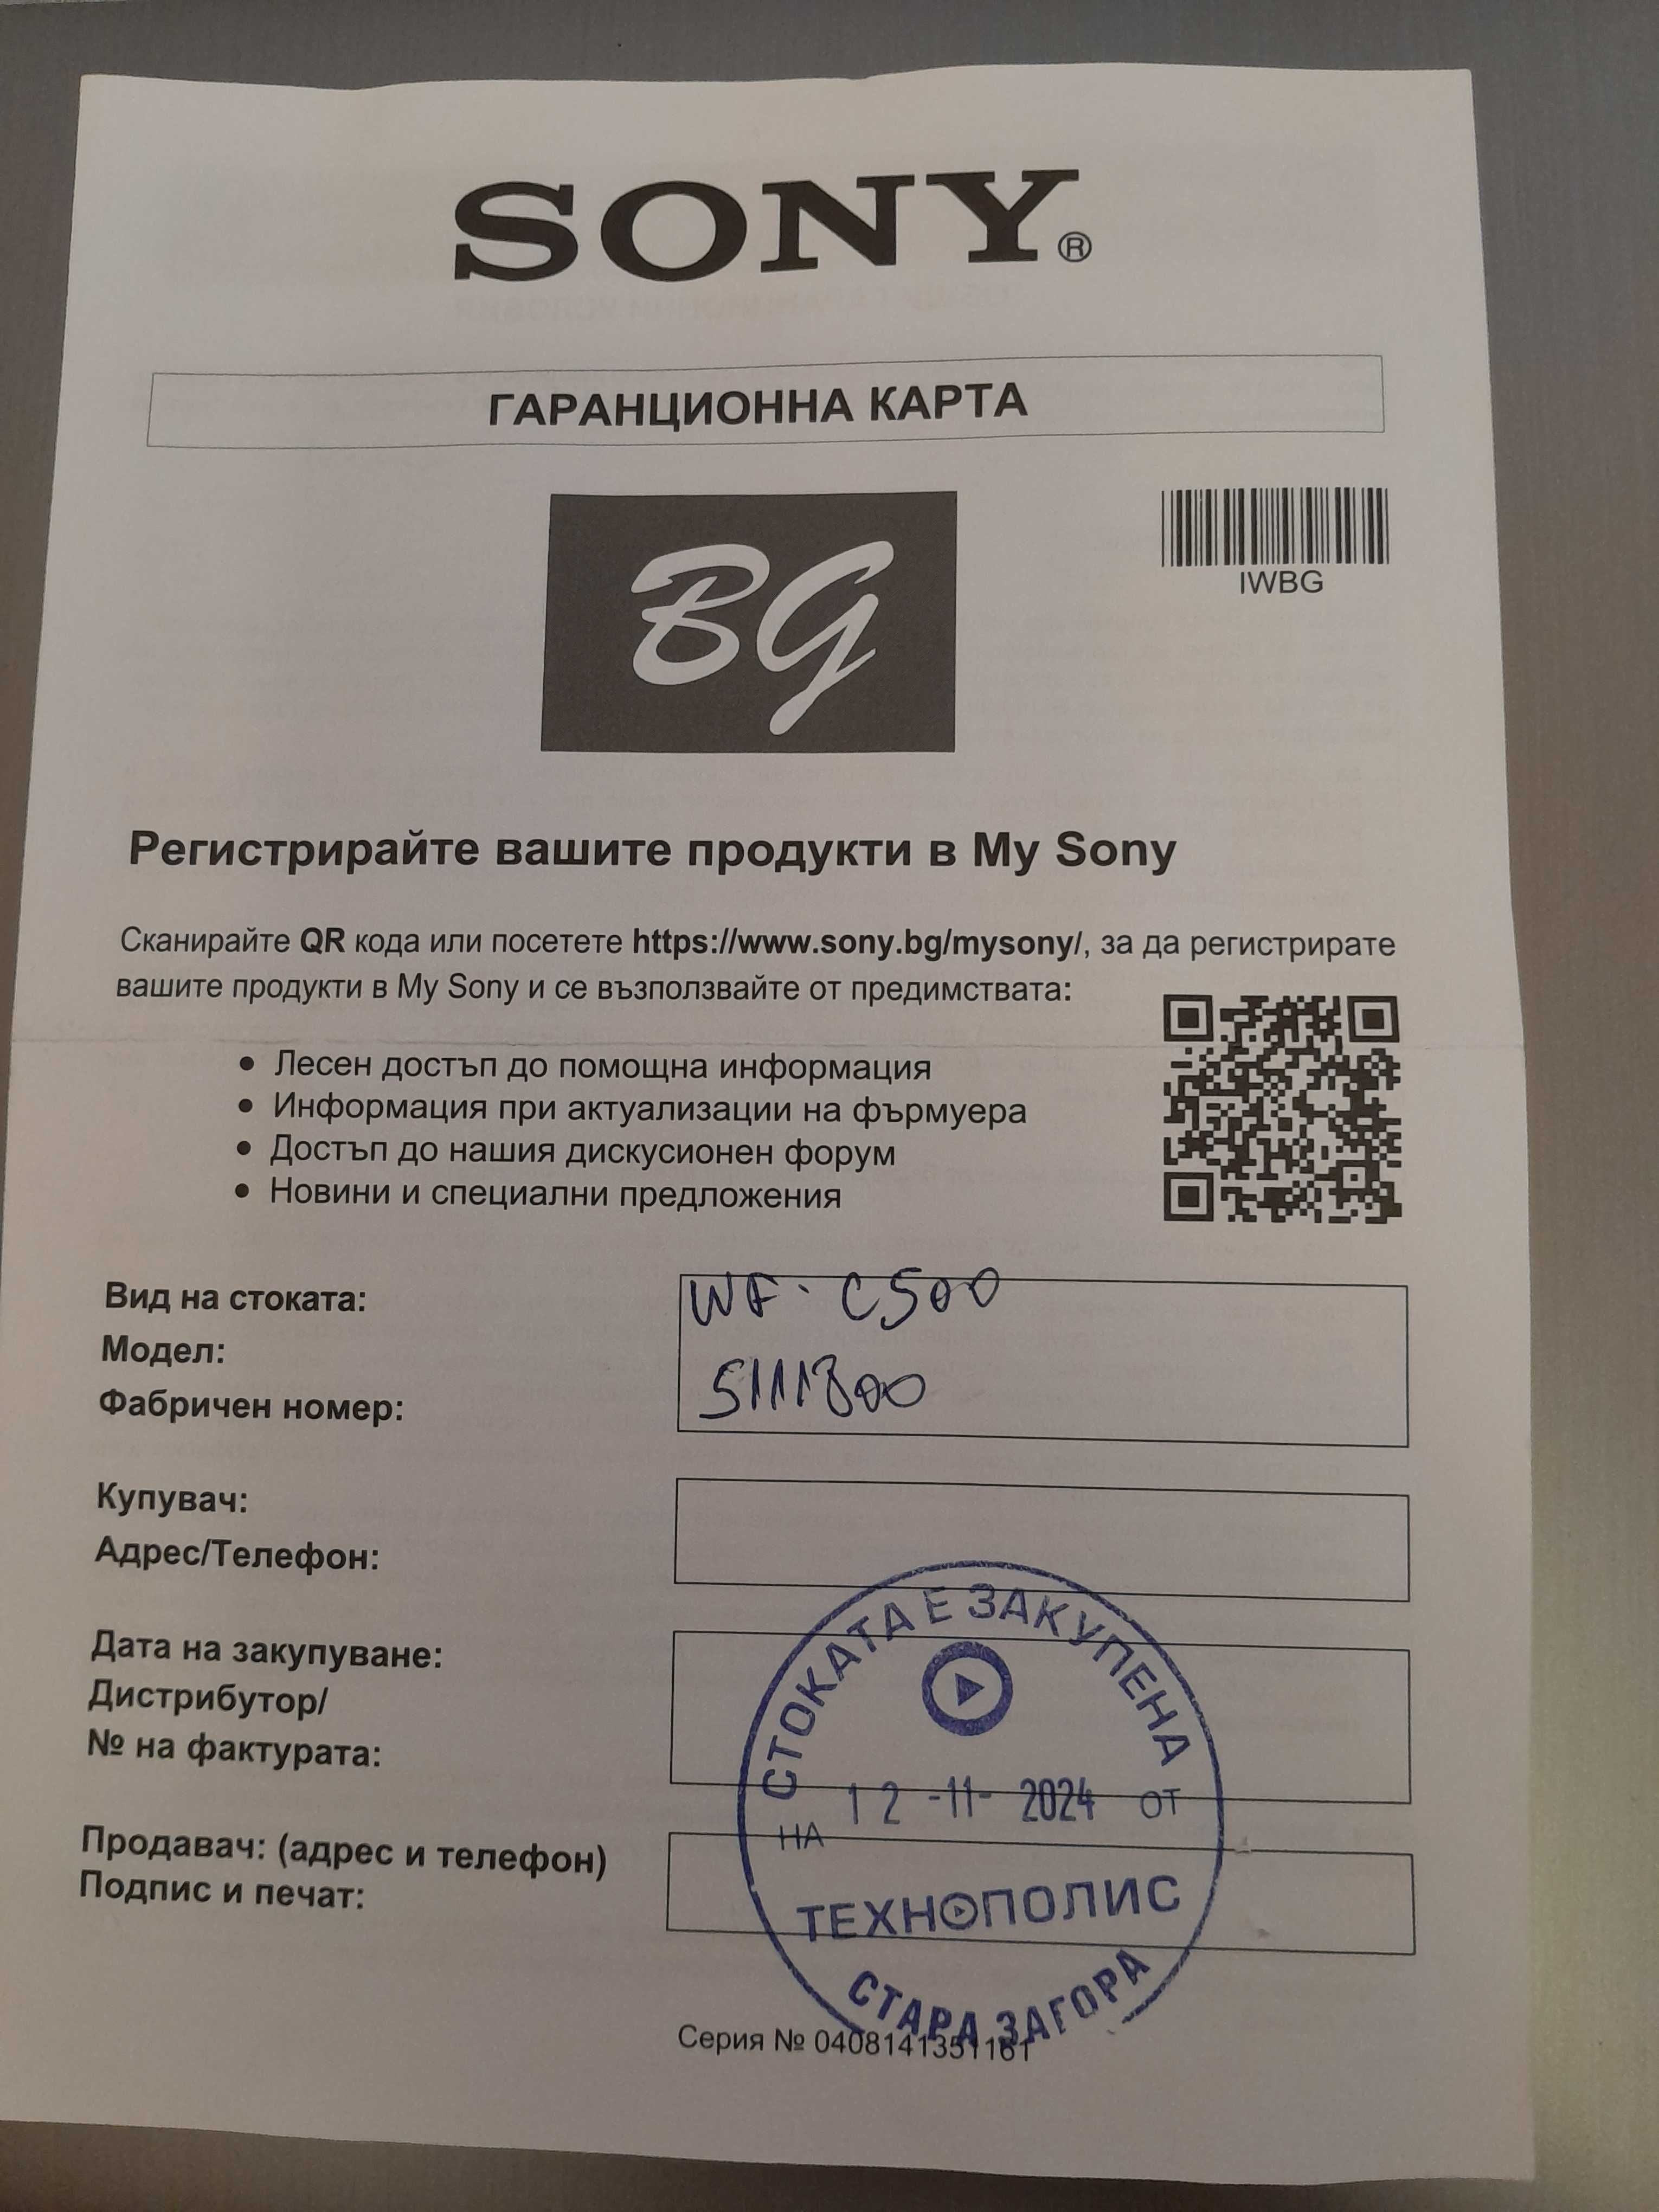 SONY®
ГАРАНЦИОННА КАРТА
BG
IWBG
Регистрирайте вашите продукти в My Sony
Сканирайте QR кода или посетете https://www.sony.bg/mysony/, за да регистрирате
вашите продукти в My Sony и се възползвайте от предимствата:
• Лесен достъп до помощна информация
• Информация при актуализации на фърмуера
• Достъп до нашия дискусионен форум
• Новини и специални предложения
Вид на стоката: WF-C500
Модел:
Фабричен номер: 5111800
Купувач:
Адрес/Телефон:
Дата на закупуване:
Дистрибутор/
№ на фактурата:
Продавач: (адрес и телефон)
Подпис и печат:
СТОКАТА Е ЗАКУПЕНА
НА 12-11-2024 ОТ
ТЕХНОПОЛИС
СТАРА ЗАГОРА
Серия № 0408141351161